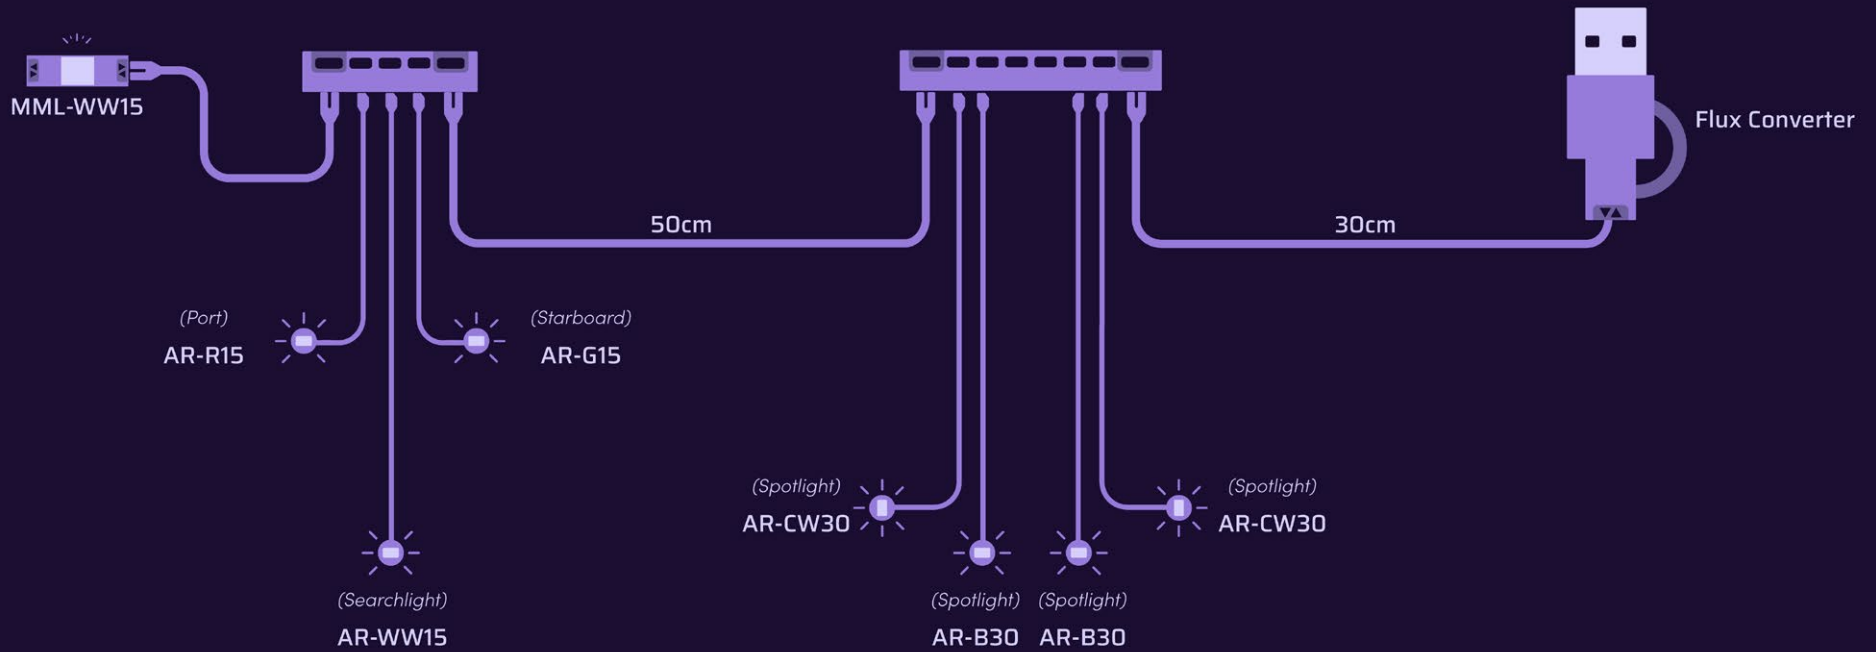 MML-WW15
Flux Converter
50cm
30cm
(Port)
AR-R15
(Starboard)
AR-G15
(Spotlight)
AR-CW30
(Spotlight)
AR-CW30
(Searchlight)
AR-WW15
(Spotlight)
AR-B30
(Spotlight)
AR-B30